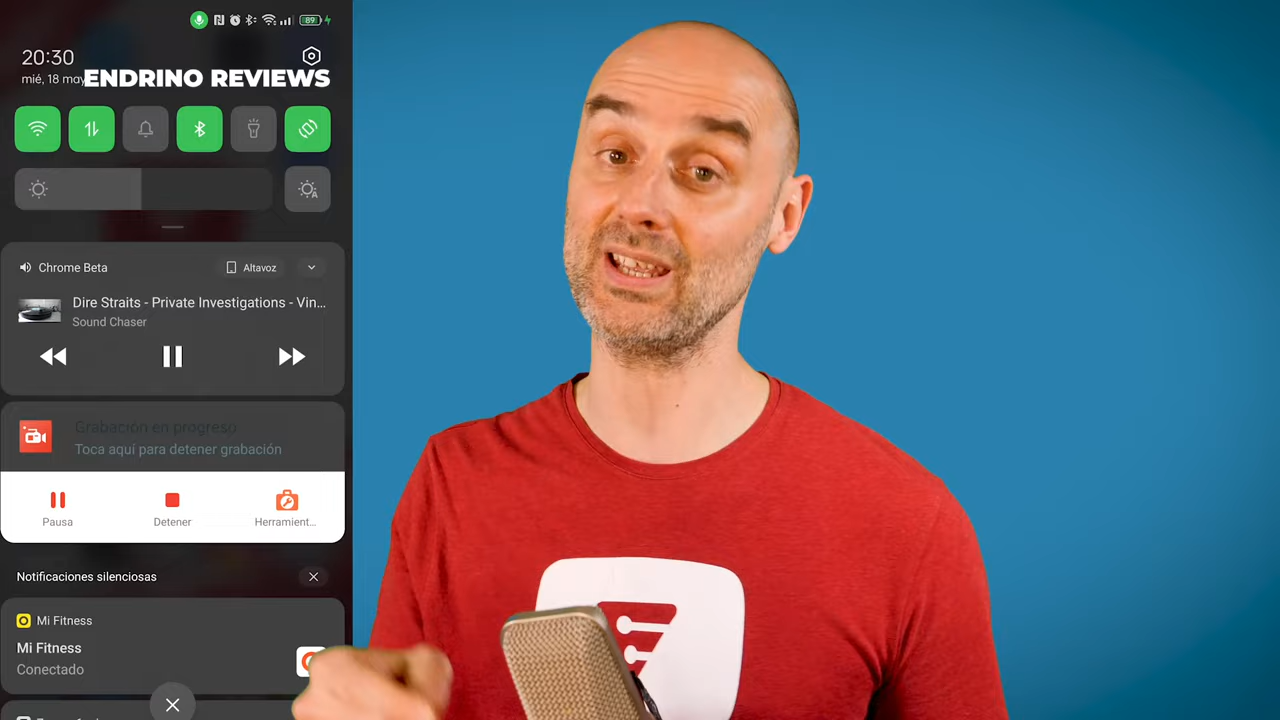 89
20:30
mié, 18 may
ENDRINO REVIEWS
Chrome Beta
Altavoz
Dire Straits - Private Investigations - Vin...
Sound Chaser
Grabación en progreso
Toca aquí para detener grabación
Pausa
Detener
Herramient...
Notificaciones silenciosas
Mi Fitness
Mi Fitness
Conectado